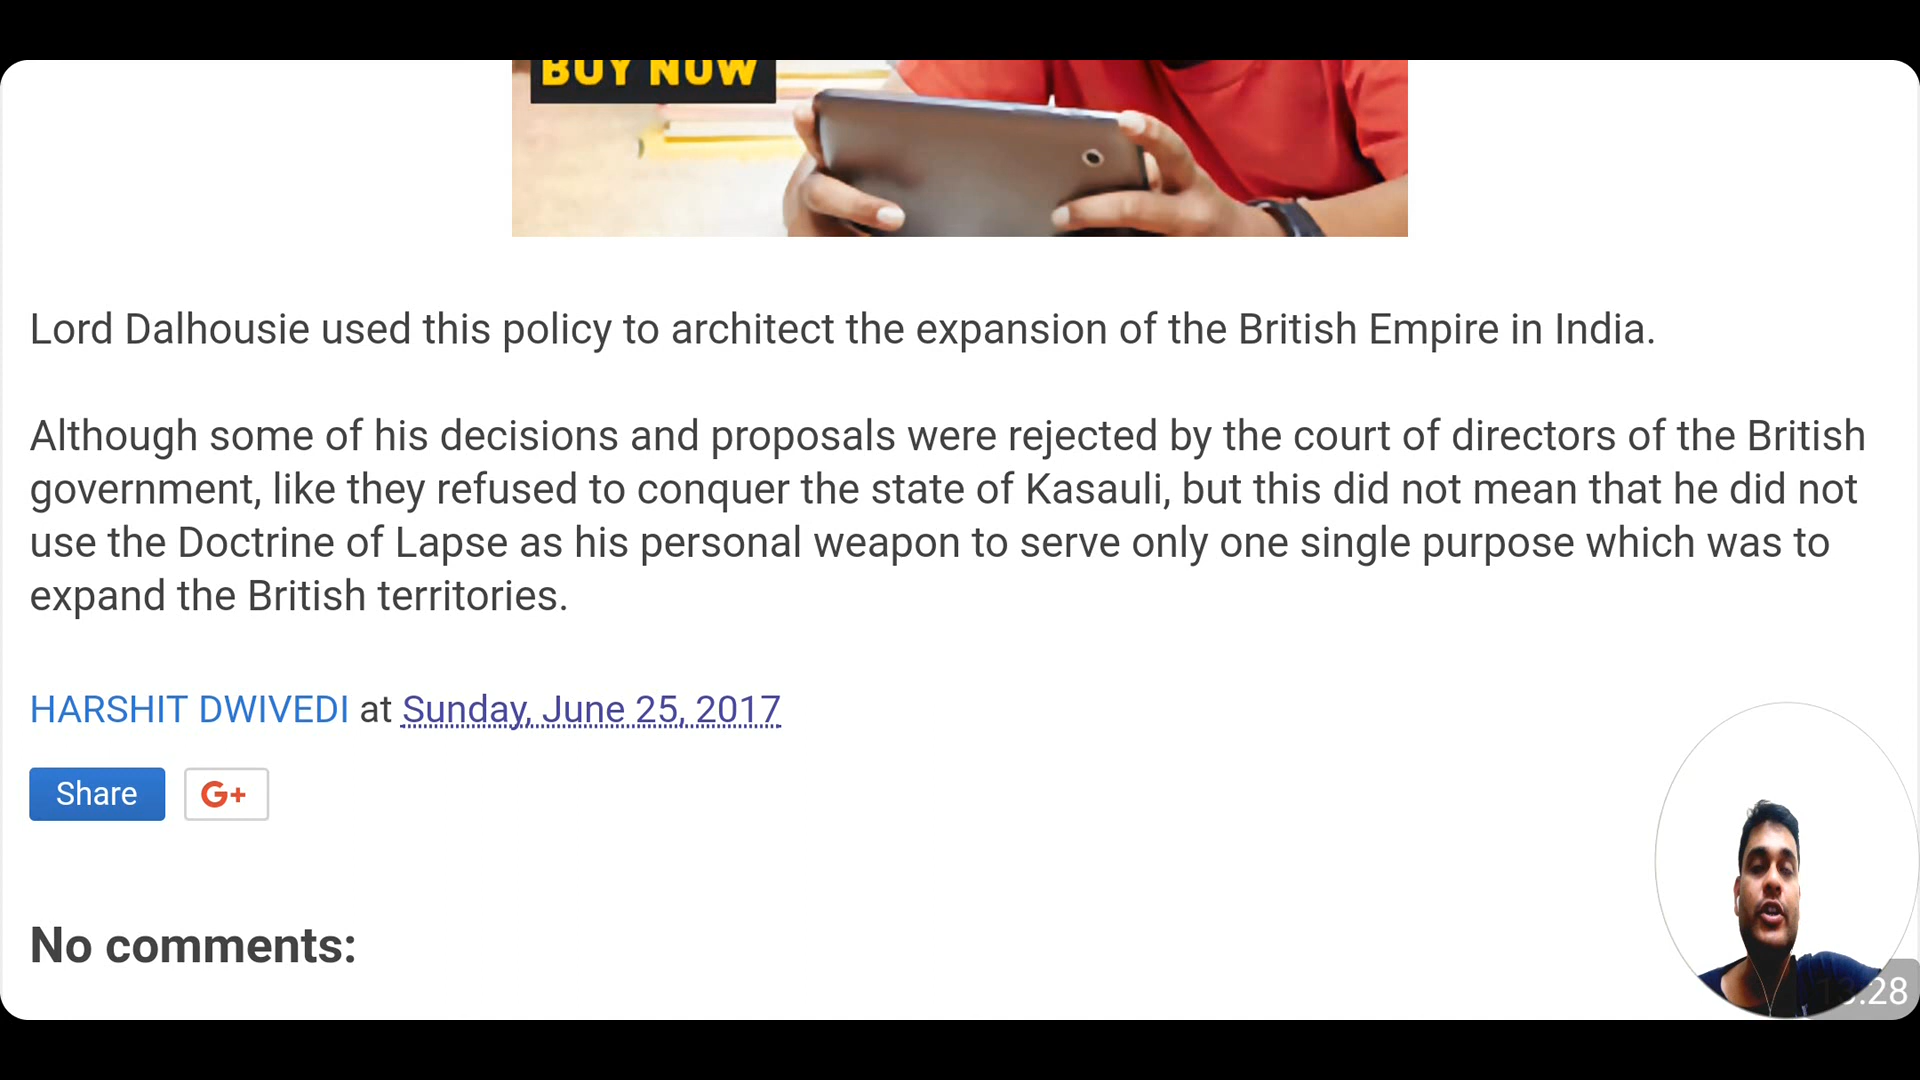 BUY NOW
Lord Dalhousie used this policy to architect the expansion of the British Empire in India.
Although some of his decisions and proposals were rejected by the court of directors of the British
government, like they refused to conquer the state of Kasauli, but this did not mean that he did not
use the Doctrine of Lapse as his personal weapon to serve only one single purpose which was to
expand the British territories.
HARSHIT DWIVEDI at Sunday, June 25, 2017
Share G+
No comments: